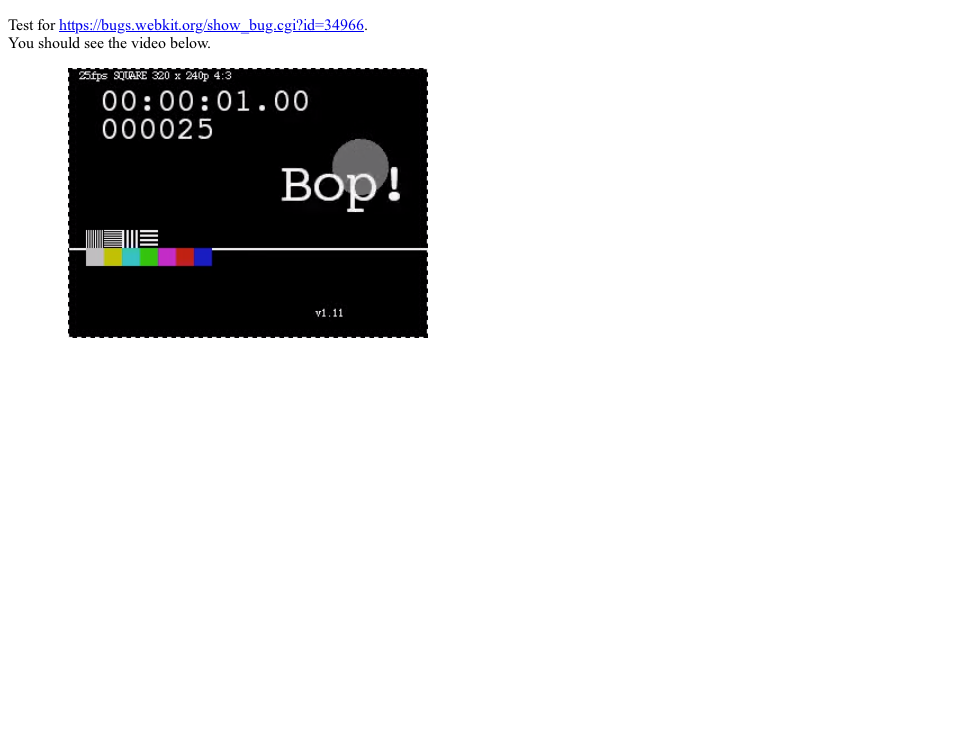 Test for https://bugs.webkit.org/show_bug.cgi?id=34966.
You should see the video below.
25fps SQUARE 320 x 240p 4:3
00:00:01.00
000025
Bop!
v1.11